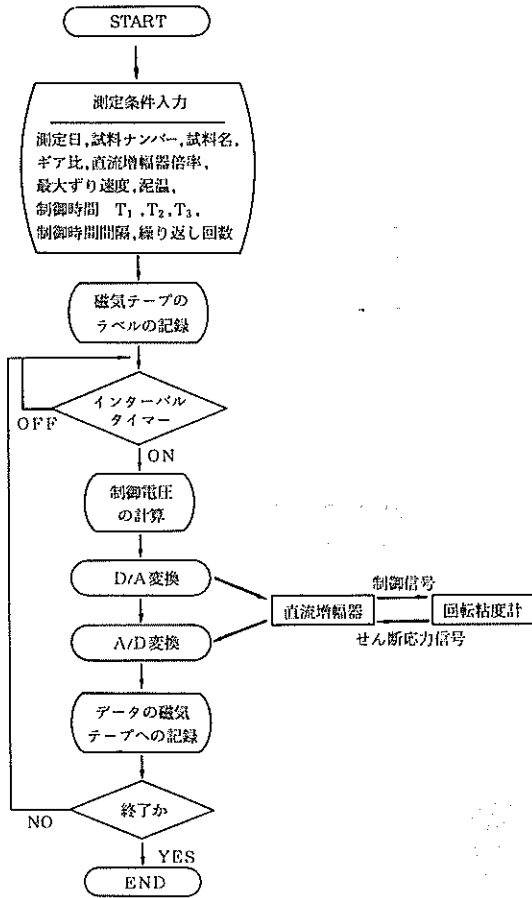 START
測定条件入力
測定日,試料ナンバー,試料名,
ギア比,直流増幅器倍率,
最大ずり速度,泥温,
制御時間 T₁,T₂,T₃,
制御時間間隔,繰り返し回数
磁気テープの
ラベルの記録
インターバル
タイマー
OFF
ON
制御電圧
の計算
D/A変換
制御信号
直流増幅器
回転粘度計
せん断応力信号
A/D変換
データの磁気
テープへの記録
終了か
NO
YES
END